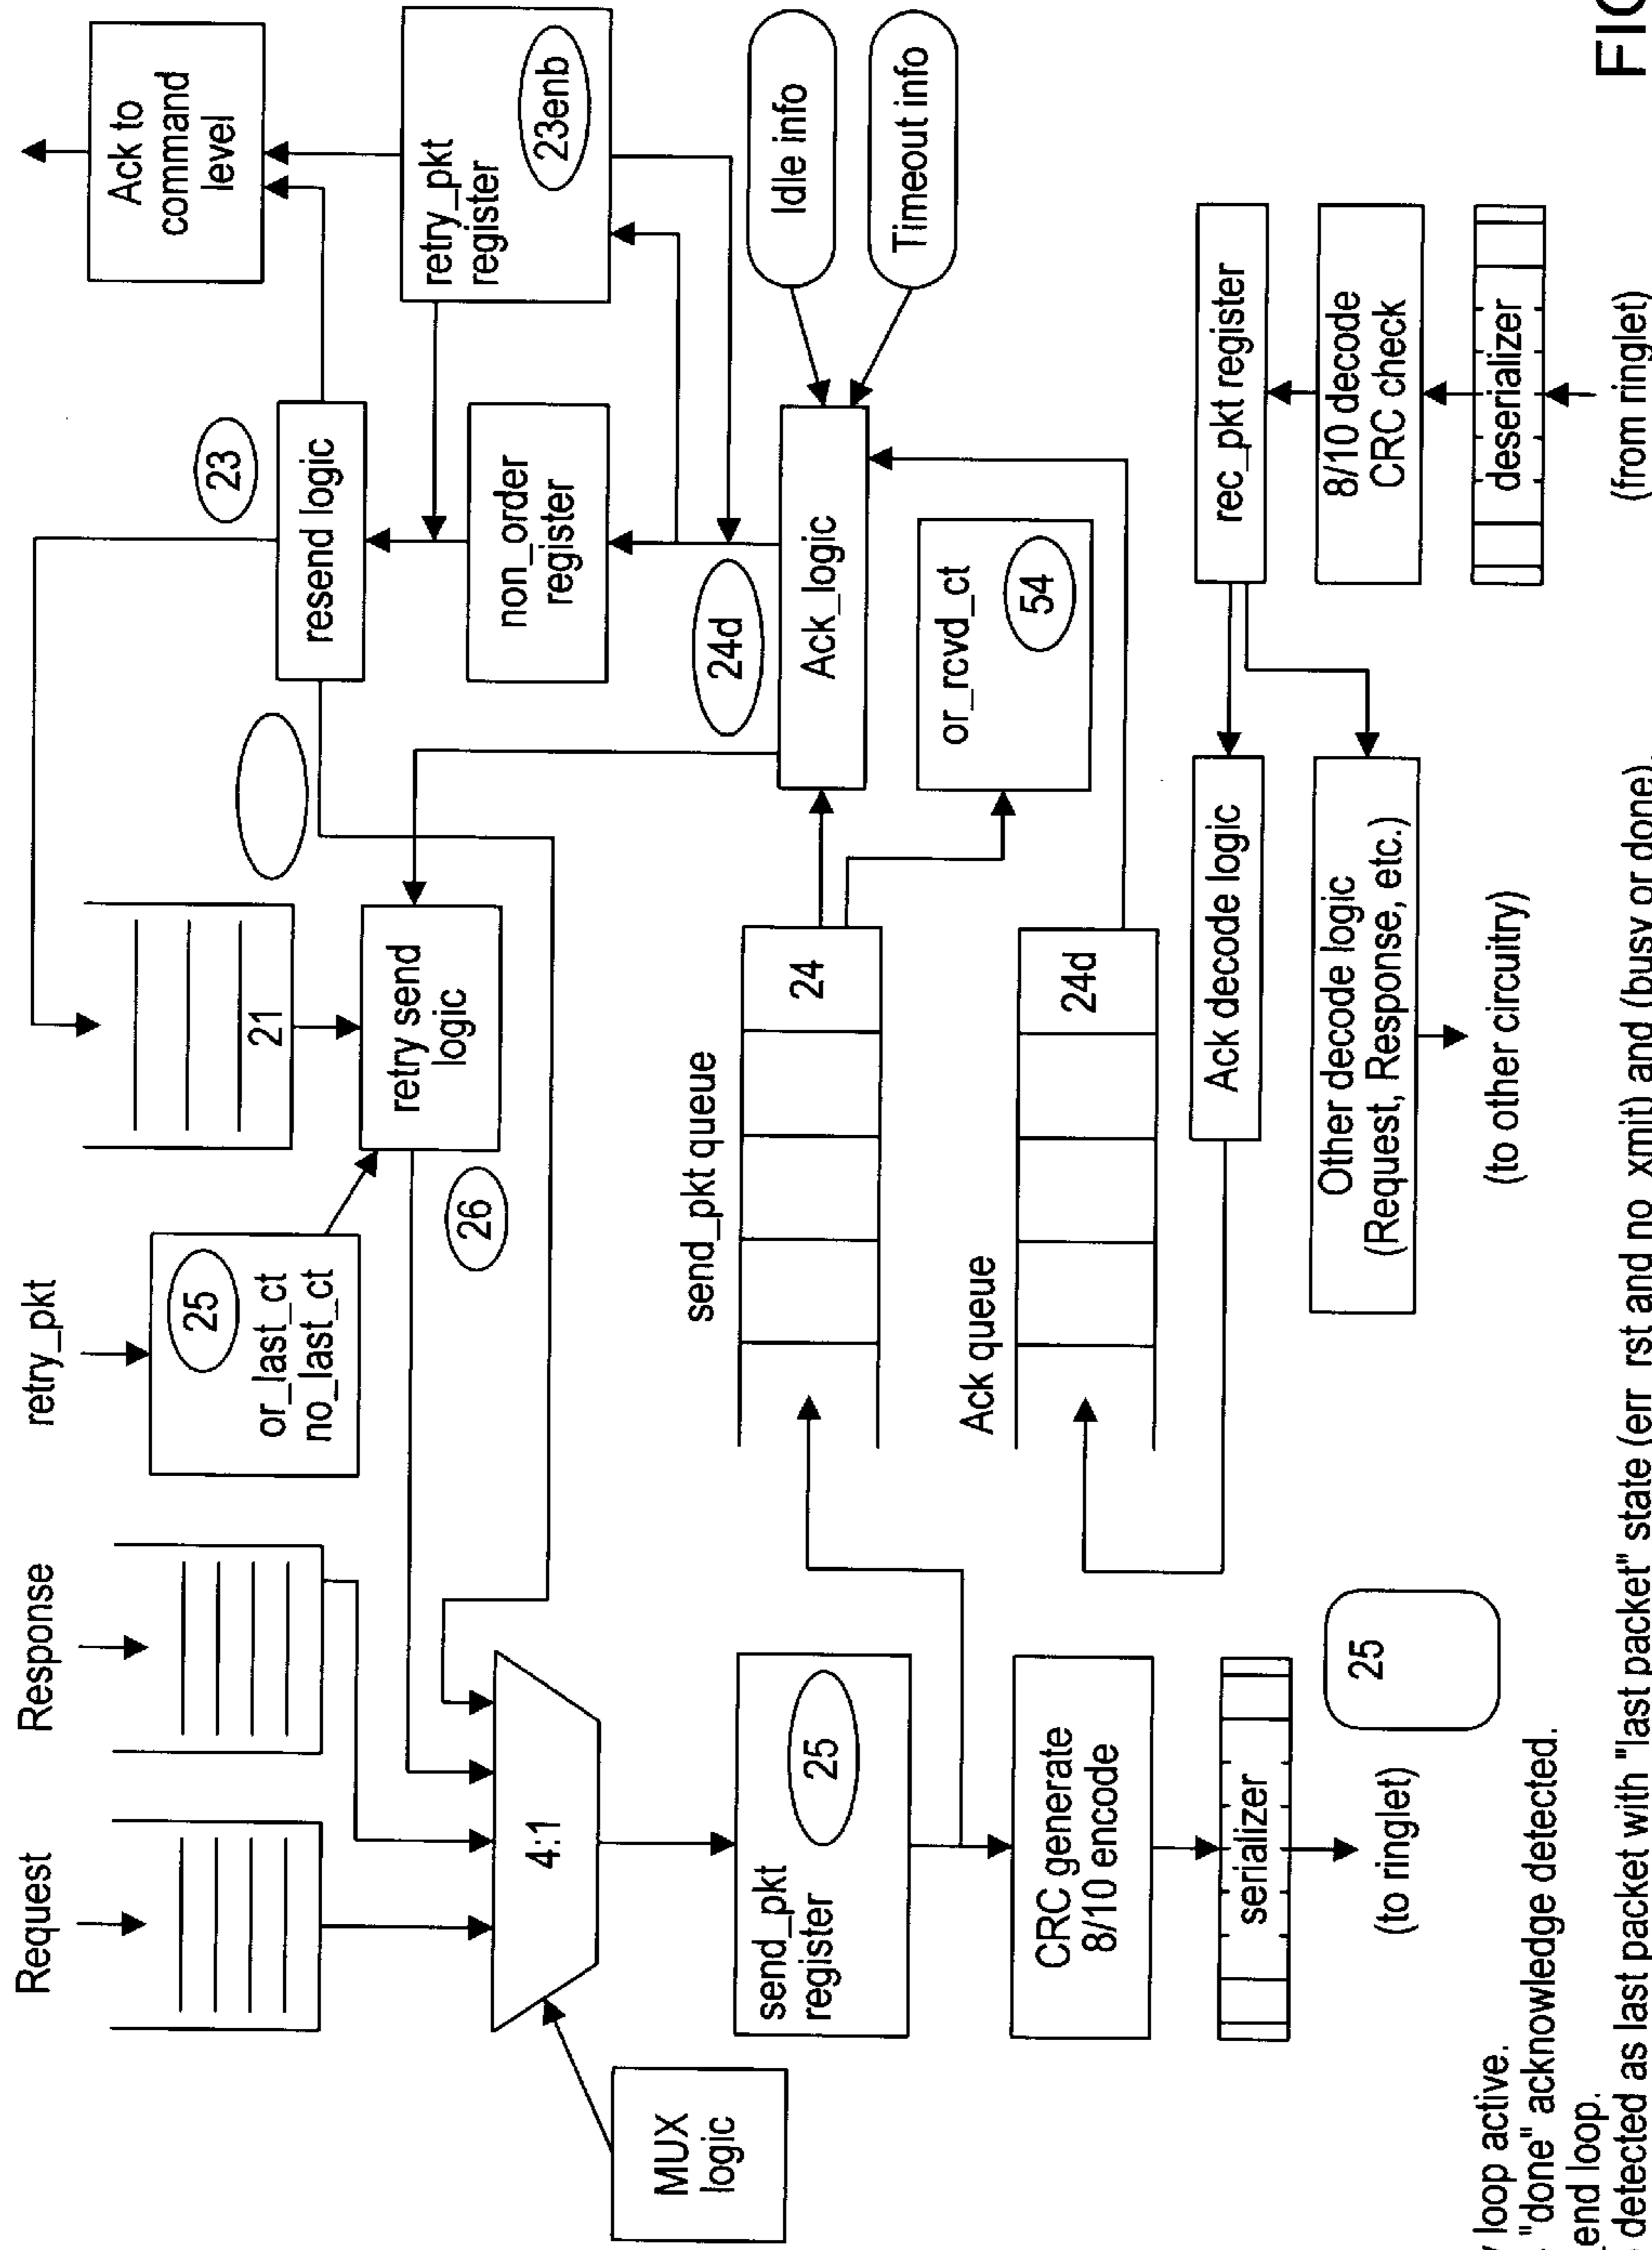 Request
Response
retry_pkt
25
or_last_ct
no_last_ct
21
retry send
logic
26
23
resend logic
Ack to
command
level
retry_pkt
register
23enb
non_order
register
24d
Idle info
Timeout info
Ack_logic
4:1
MUX
logic
send_pkt
register
25
send_pkt queue
24
or_rcvd_ct
54
Ack queue
24d
CRC generate
8/10 encode
serializer
(to ringlet)
25
Ack decode logic
Other decode logic
(Request, Response, etc.)
(to other circuitry)
rec_pkt register
8/10 decode
CRC check
deserializer
(from ringlet)
loop active.
"done" acknowledge detected.
end loop.
detected as last packet with "last packet" state (err_rst and no_xmit) and (busy or done).